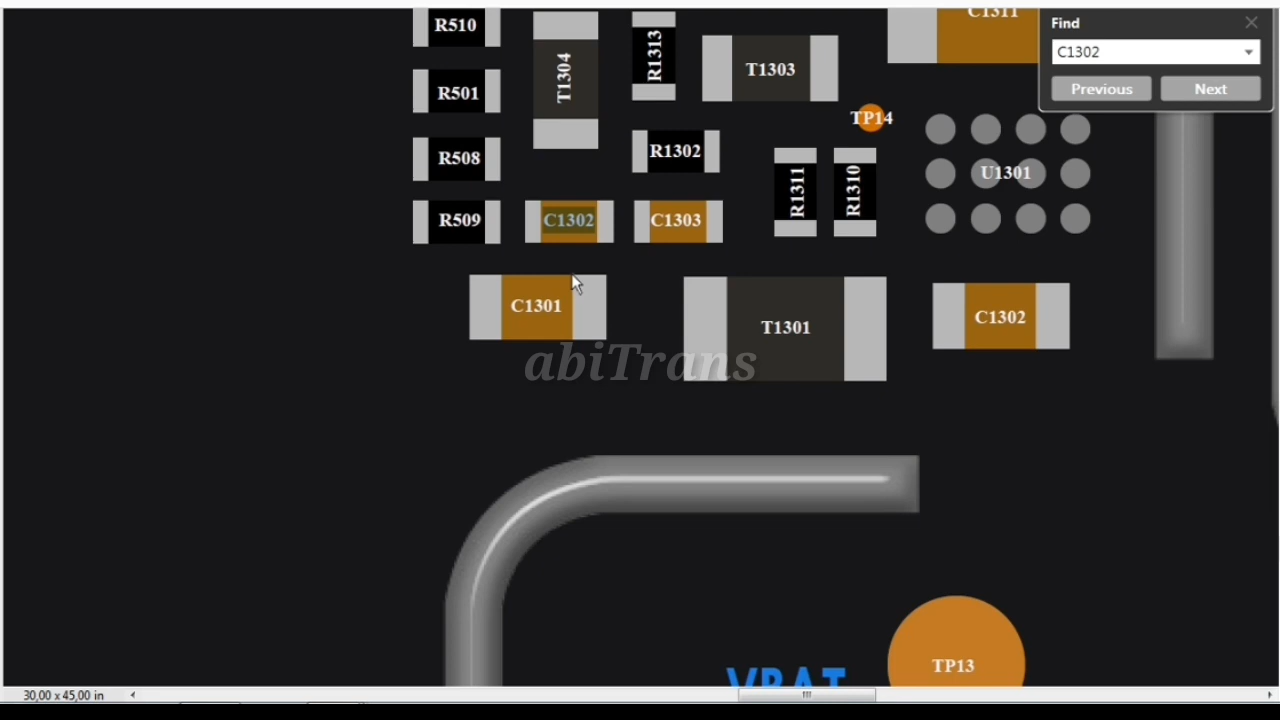 C1311
Find
C1302
Previous Next
R510
R501
R508
R509
T1304
R1313
T1303
TP14
R1302
R1311
R1310
U1301
C1302
C1303
C1301
T1301
C1302
abiTrans
TP13
VBAT
30,00 x 45,00 in